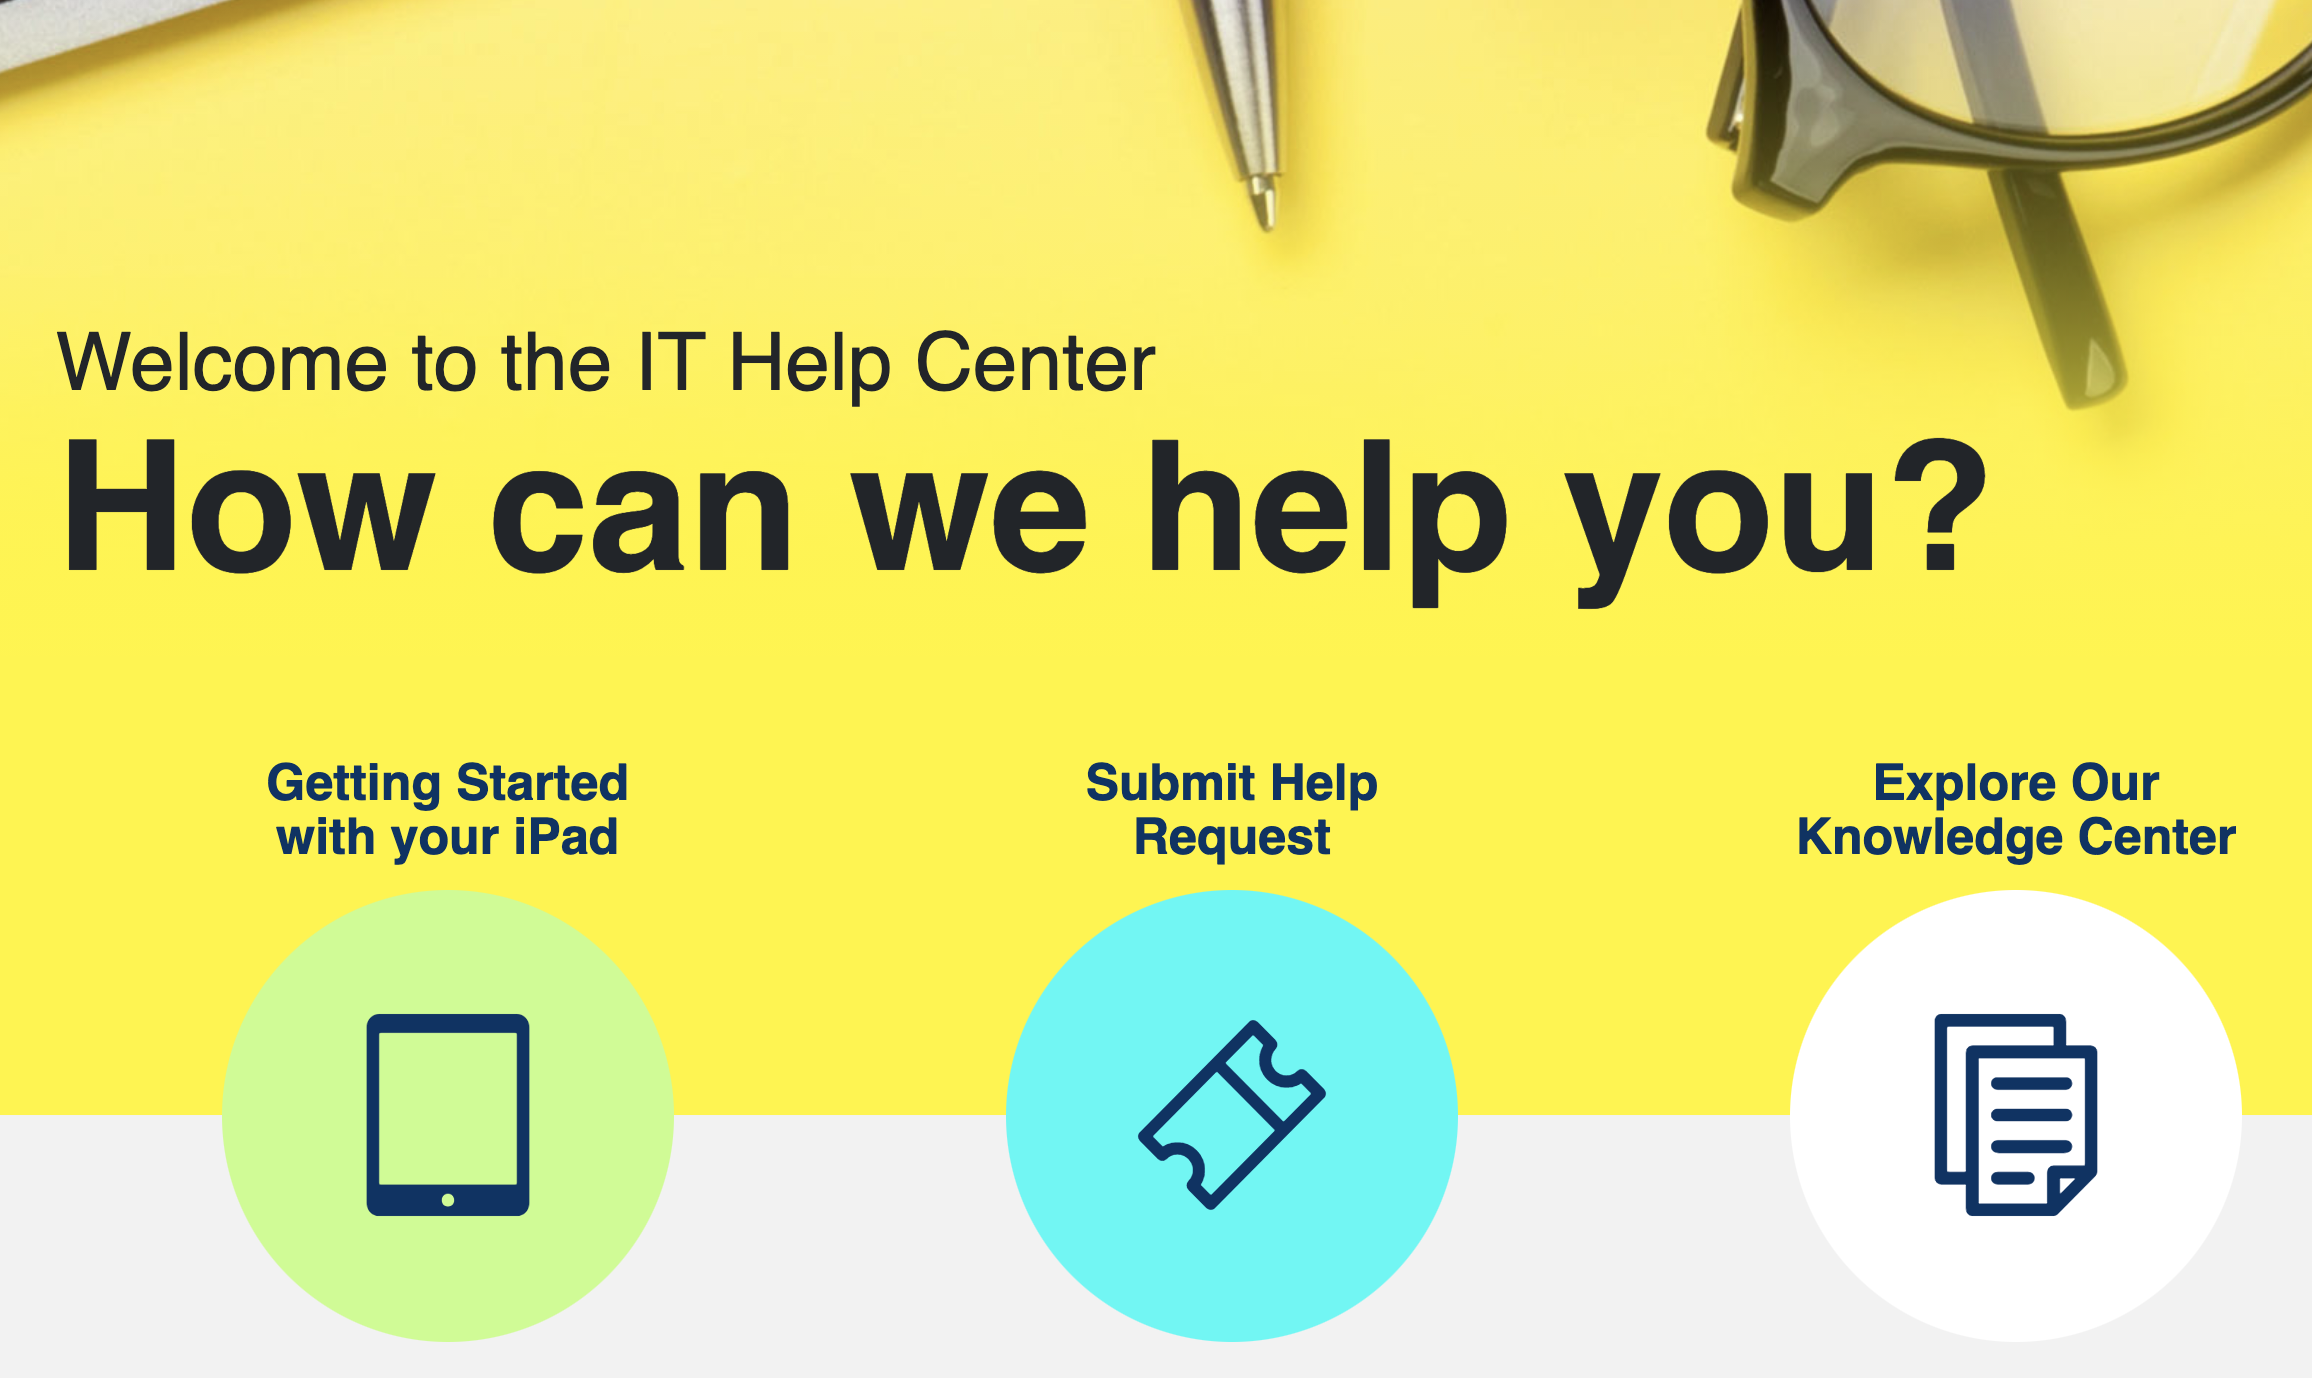 Welcome to the IT Help Center
How can we help you?
Getting Started
with your iPad
Submit Help
Request
Explore Our
Knowledge Center